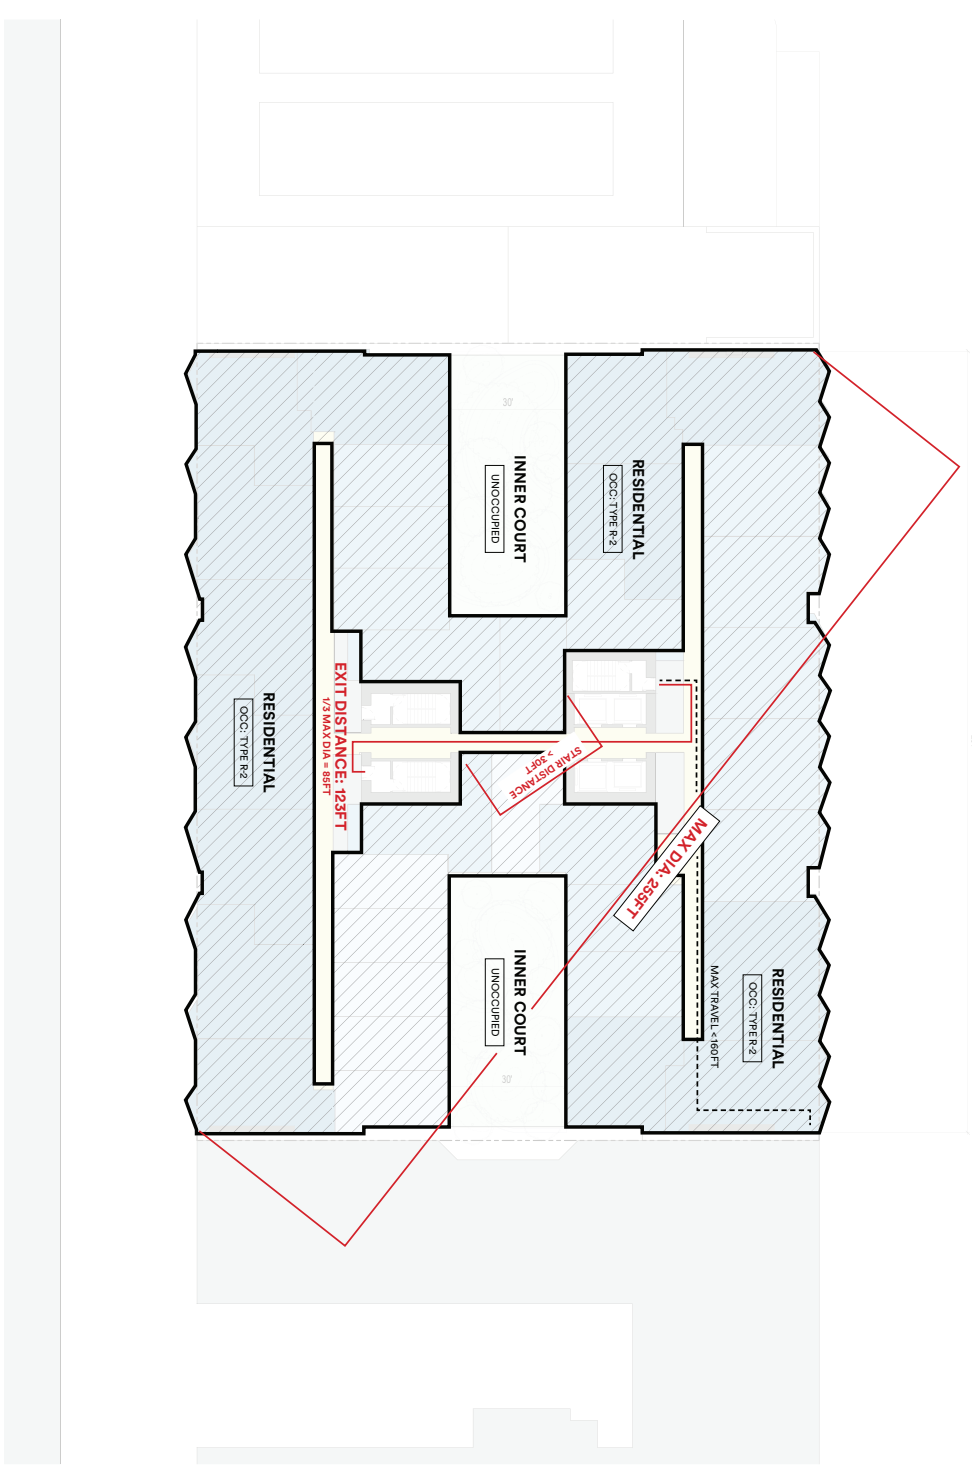 30'
INNER COURT
UNOCCUPIED
RESIDENTIAL
OCC: TYPE R-2
EXIT DISTANCE: 123FT
1/3 MAX DIA = 85FT
RESIDENTIAL
OCC: TYPE R-2
STAIR DISTANCE
> 30FT
MAX DIA: 255FT
INNER COURT
UNOCCUPIED
30'
MAX TRAVEL <160FT
RESIDENTIAL
OCC: TYPE R-2